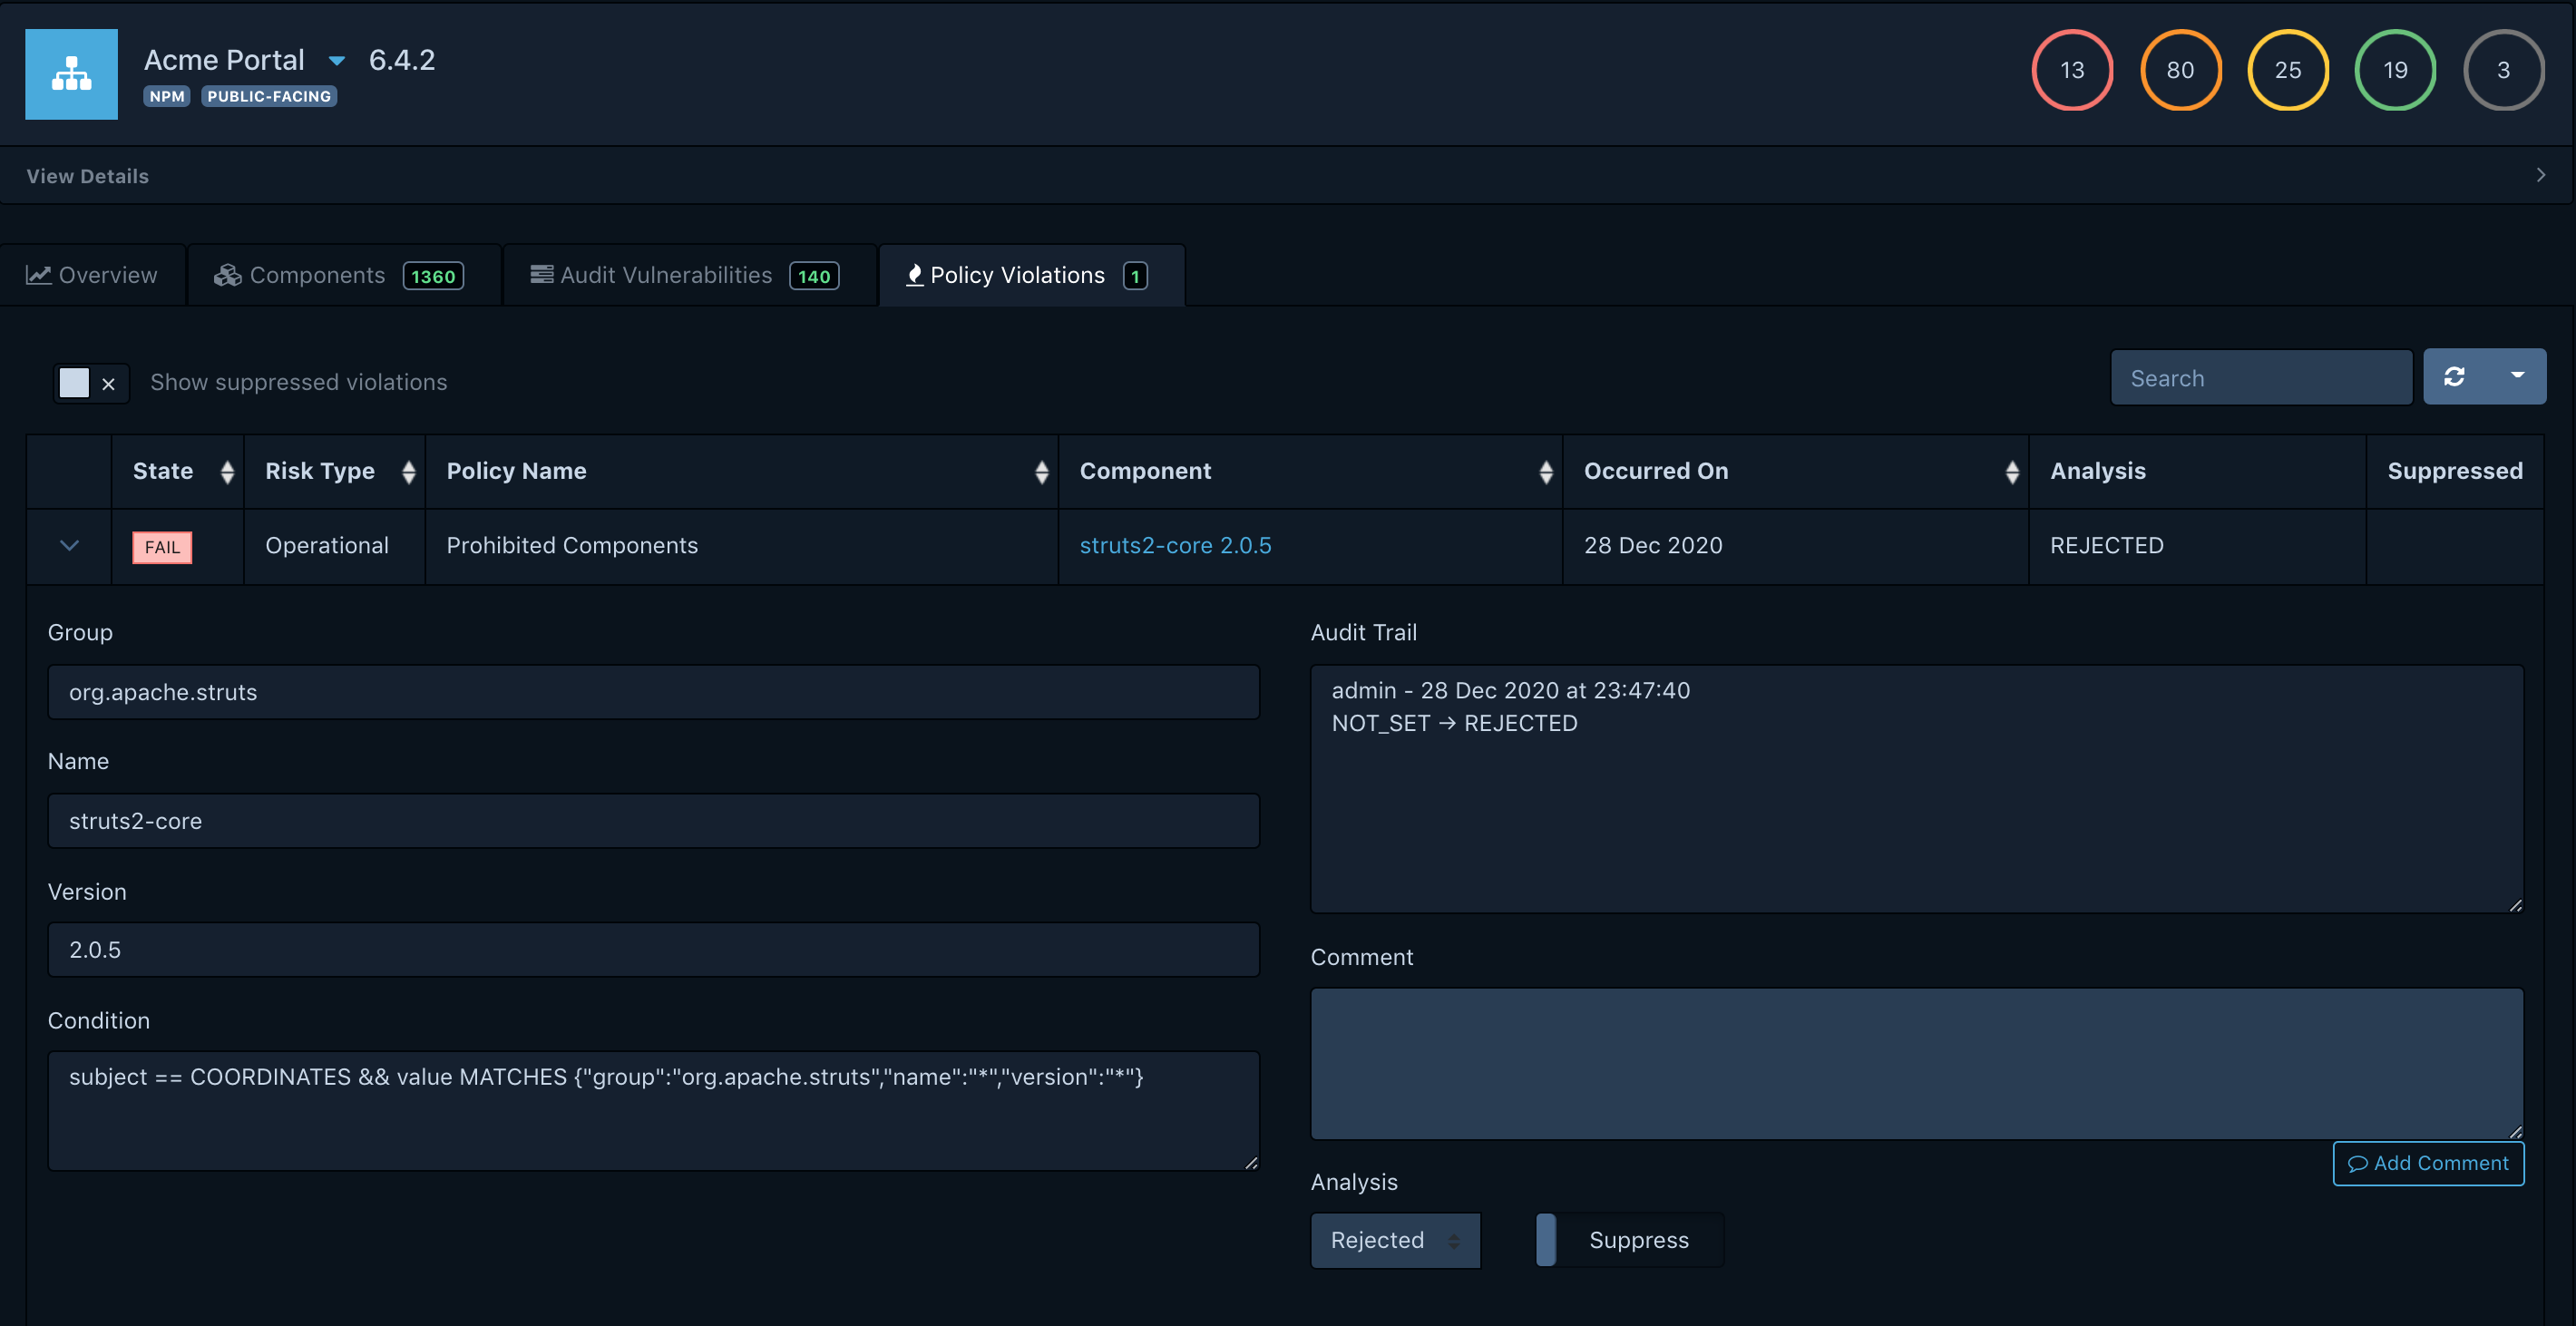 Acme Portal 6.4.2
NPM PUBLIC-FACING
13 80 25 19 3
View Details
Overview Components 1360 Audit Vulnerabilities 140 Policy Violations 1
Show suppressed violations
Search
State Risk Type Policy Name Component Occurred On Analysis Suppressed
FAIL Operational Prohibited Components struts2-core 2.0.5 28 Dec 2020 REJECTED
Group
org.apache.struts
Name
struts2-core
Version
2.0.5
Condition
subject == COORDINATES && value MATCHES {"group":"org.apache.struts","name":"*","version":"*"}
Audit Trail
admin - 28 Dec 2020 at 23:47:40
NOT_SET → REJECTED
Comment
Add Comment
Analysis
Rejected Suppress